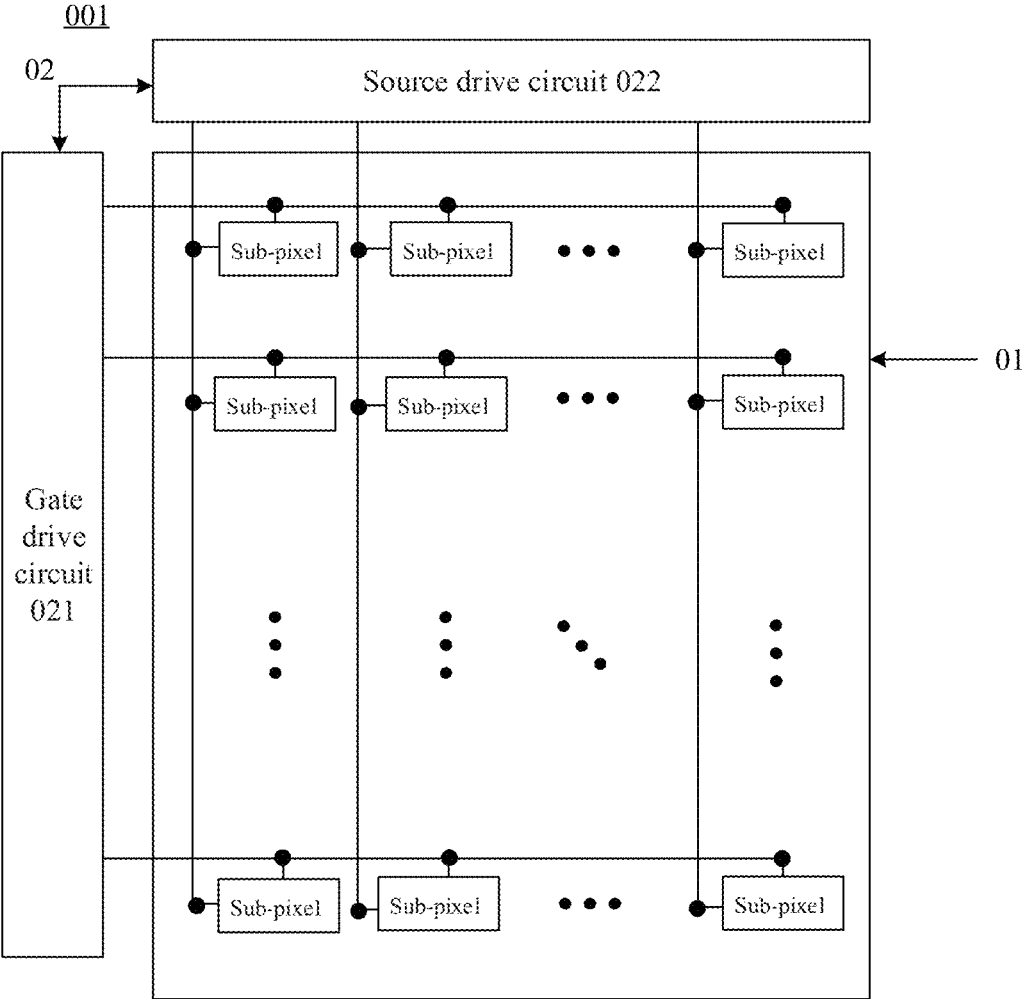 001
02
Source drive circuit 022
Sub-pixel
Sub-pixel
Sub-pixel
01
Sub-pixel
Sub-pixel
Sub-pixel
Gate
drive
circuit
021
Sub-pixel
Sub-pixel
Sub-pixel